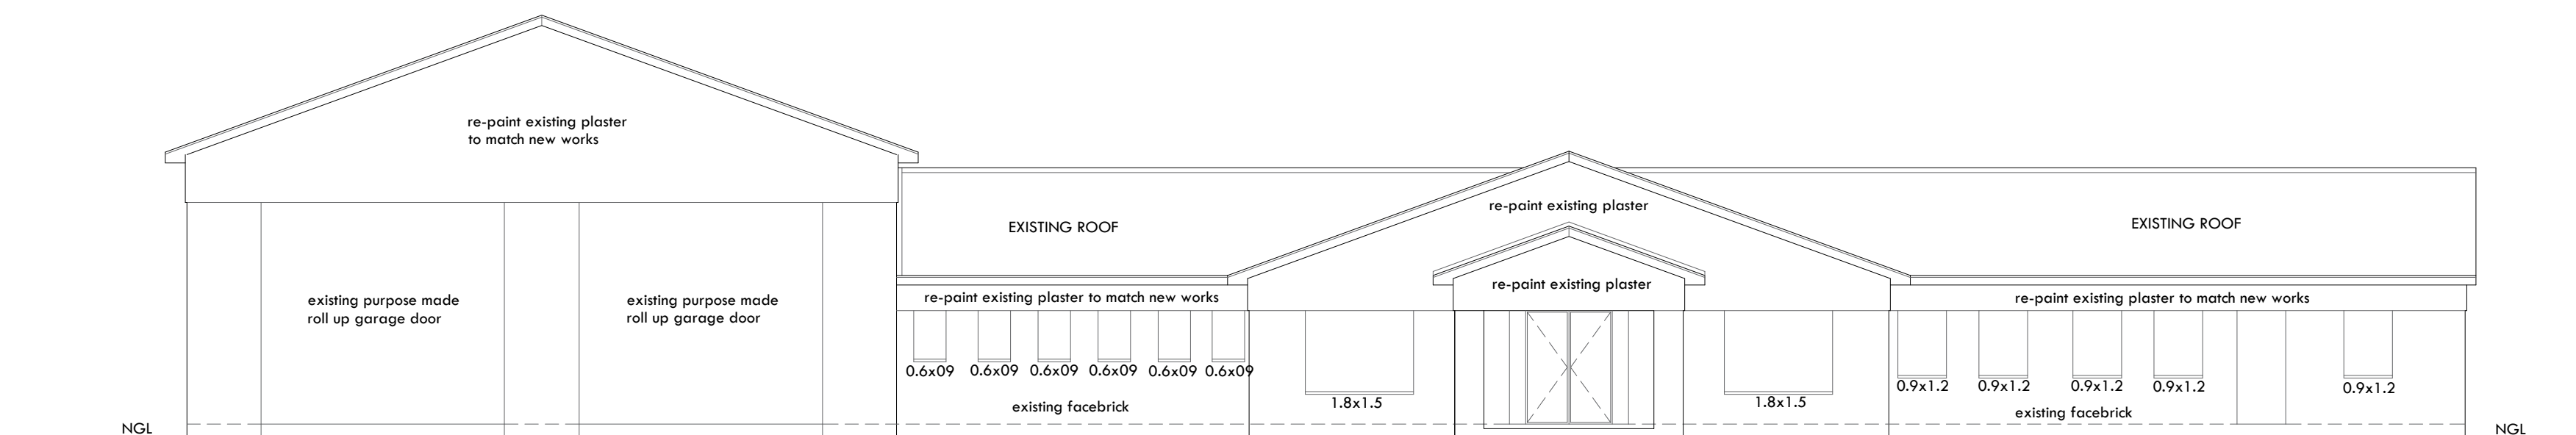 re-paint existing plaster
to match new works
re-paint existing plaster
EXISTING ROOF
EXISTING ROOF
re-paint existing plaster
re-paint existing plaster to match new works
re-paint existing plaster to match new works
existing purpose made
roll up garage door
existing purpose made
roll up garage door
0.6x09
0.6x09
0.6x09
0.6x09
0.6x09
0.6x09
0.9x1.2
0.9x1.2
0.9x1.2
0.9x1.2
0.9x1.2
1.8x1.5
1.8x1.5
existing facebrick
existing facebrick
NGL
NGL